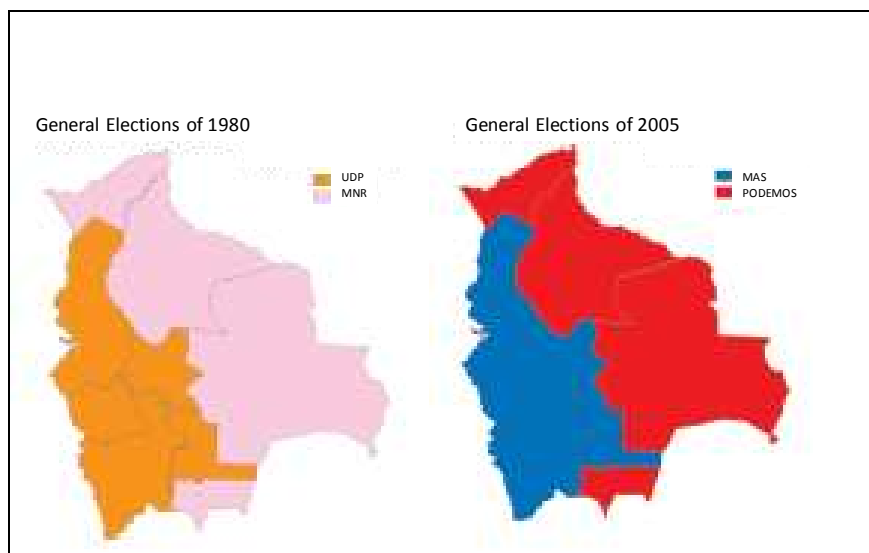 General Elections of 1980
UDP
MNR
General Elections of 2005
MAS
PODEMOS